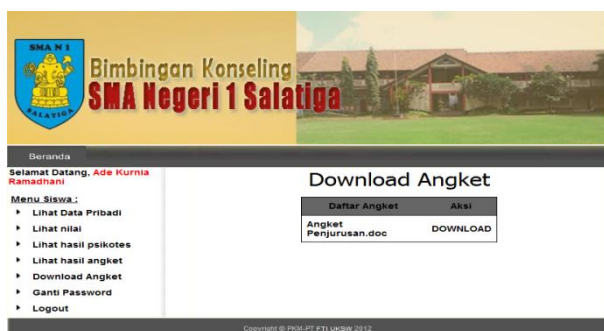 SMA N 1
SALATIGA
Bimbingan Konseling
SMA Negeri 1 Salatiga
Beranda
Selamat Datang, Ade Kurnia
Ramadhani
Menu Siswa :
Lihat Data Pribadi
Lihat nilai
Lihat hasil psikotes
Lihat hasil angket
Download Angket
Ganti Password
Logout
Download Angket
Daftar Angket Aksi
Angket
Penjurusan.doc DOWNLOAD
Copyright © PKM-PT FTI UKSW 2012